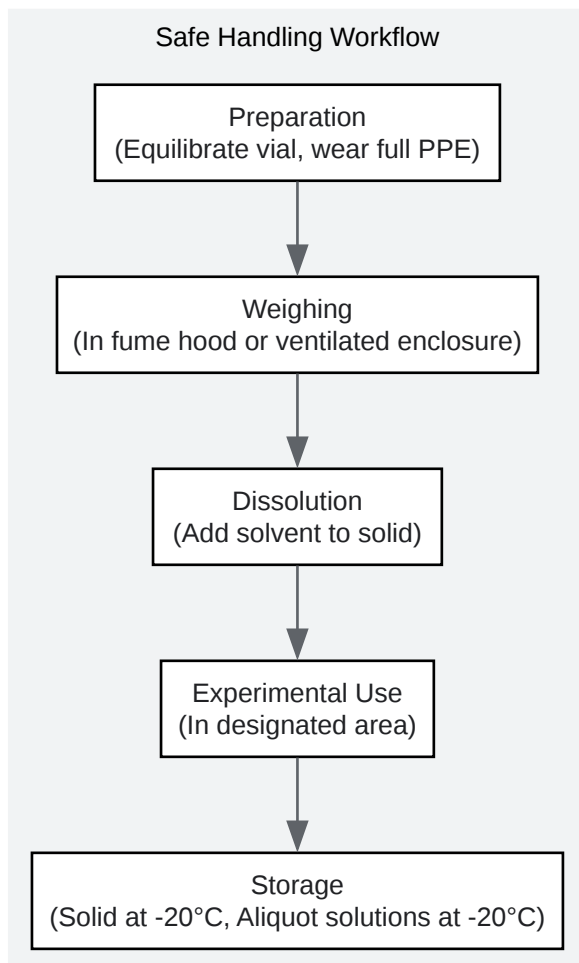 Safe Handling Workflow
Preparation
(Equilibrate vial, wear full PPE)
Weighing
(In fume hood or ventilated enclosure)
Dissolution
(Add solvent to solid)
Experimental Use
(In designated area)
Storage
(Solid at -20°C, Aliquot solutions at -20°C)